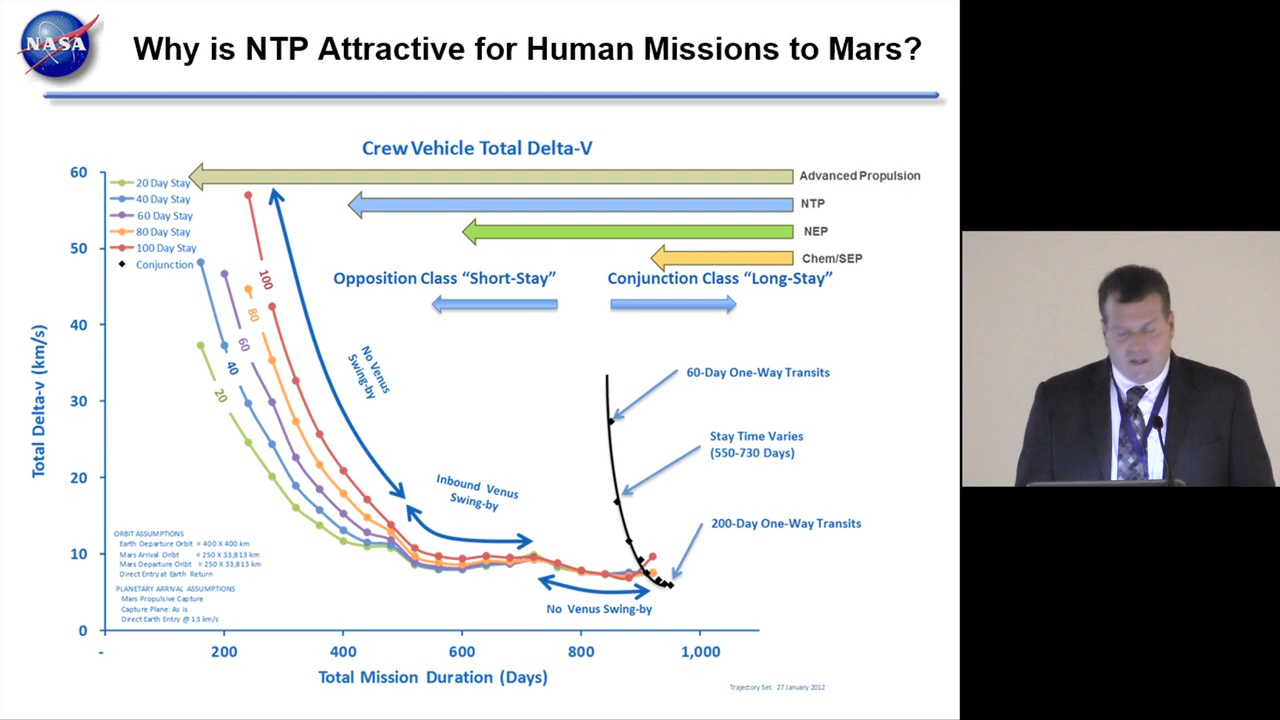 NASA
Why is NTP Attractive for Human Missions to Mars?
Crew Vehicle Total Delta-V
60
50
40
30
20
10
0
Total Delta-v (km/s)
20 Day Stay
40 Day Stay
60 Day Stay
80 Day Stay
100 Day Stay
Conjunction
Advanced Propulsion
NTP
NEP
Chem/SEP
Opposition Class “Short-Stay”
Conjunction Class “Long-Stay”
100
80
60
40
20
No Venus
Swing-by
Inbound Venus
Swing-by
60-Day One-Way Transits
Stay Time Varies
(550-730 Days)
200-Day One-Way Transits
No Venus Swing-by
ORBIT ASSUMPTIONS
Earth Departure Orbit = 400 X 400 km
Mars Arrival Oribt = 250 X 33,813 km
Mars Departure Oribt = 250 X 33,813 km
Direct Entry at Earth Return
PLANETARY ARRIVAL ASSUMPTIONS
Mars Propulsive Capture
Capture Plane: As is
Direct Earth Entry @ 13 km/s
-
200
400
600
800
1,000
Total Mission Duration (Days)
Trajectory Set: 27 January 2012